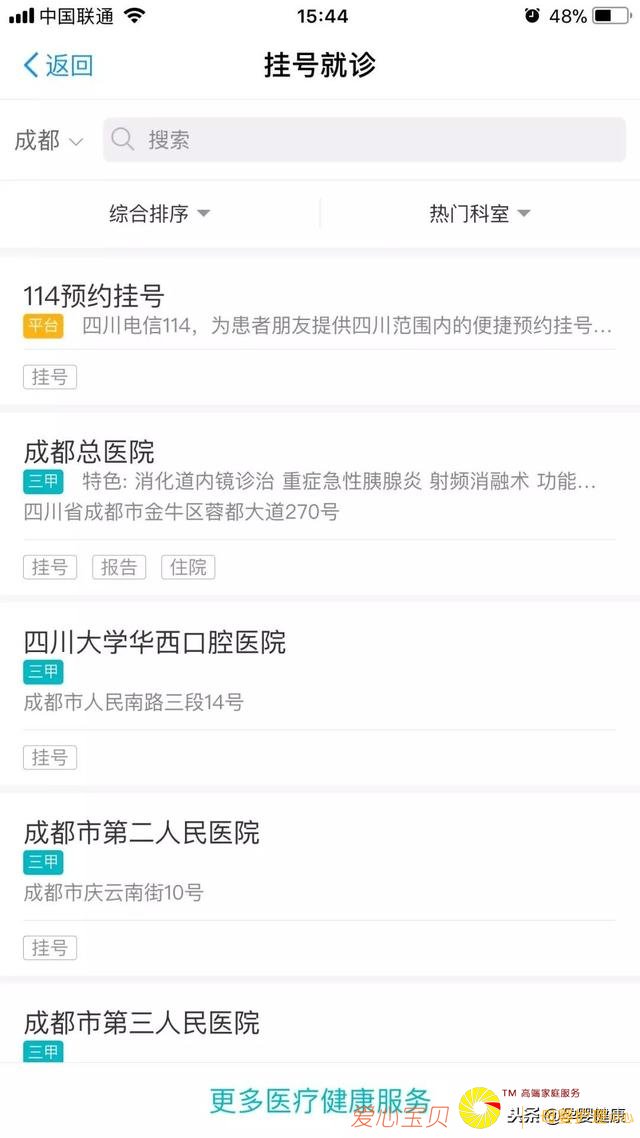 中国联通 15:44 48%
返回 挂号就诊
成都 搜索
综合排序 热门科室
114预约挂号
平台 四川电信114，为患者朋友提供四川范围内的便捷预约挂号...
挂号
成都总医院
三甲 特色: 消化道内镜诊治 重症急性胰腺炎 射频消融术 功能...
四川省成都市金牛区蓉都大道270号
挂号 报告 住院
四川大学华西口腔医院
三甲
成都市人民南路三段14号
挂号
成都市第二人民医院
三甲
成都市庆云南街10号
挂号
成都市第三人民医院
三甲
更多医疗健康服务
爱心宝贝
TM 高端家庭服务
头条@孕婴健康